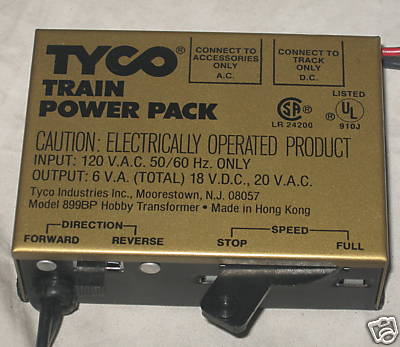 TYCO®
TRAIN
POWER PACK
CONNECT TO
ACCESSORIES
ONLY
A.C.
CONNECT TO
TRACK ONLY
D.C.
SA®
LR 24200
LISTED
UL®
910J
CAUTION: ELECTRICALLY OPERATED PRODUCT
INPUT: 120 V.A.C. 50/60 Hz. ONLY
OUTPUT: 6 V.A. (TOTAL) 18 V.D.C., 20 V.A.C.
Tyco Industries Inc., Moorestown, N.J. 08057
Model 899BP Hobby Transformer • Made in Hong Kong
DIRECTION
FORWARD REVERSE
SPEED
STOP FULL